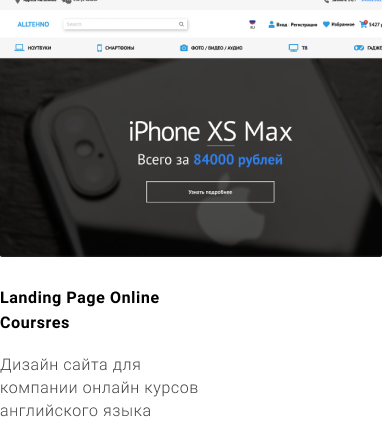 ALLTEHNO
Search
Вход
Регистрация
Избранное
3427
НОУТБУКИ
СМАРТФОНЫ
ФОТО / ВИДЕО / АУДИО
ТВ
ГАДЖЕ
iPhone XS Max
Всего за 84000 рублей
Узнать подробнее
Landing Page Online
Coursres
Дизайн сайта для
компании онлайн курсов
английского языка